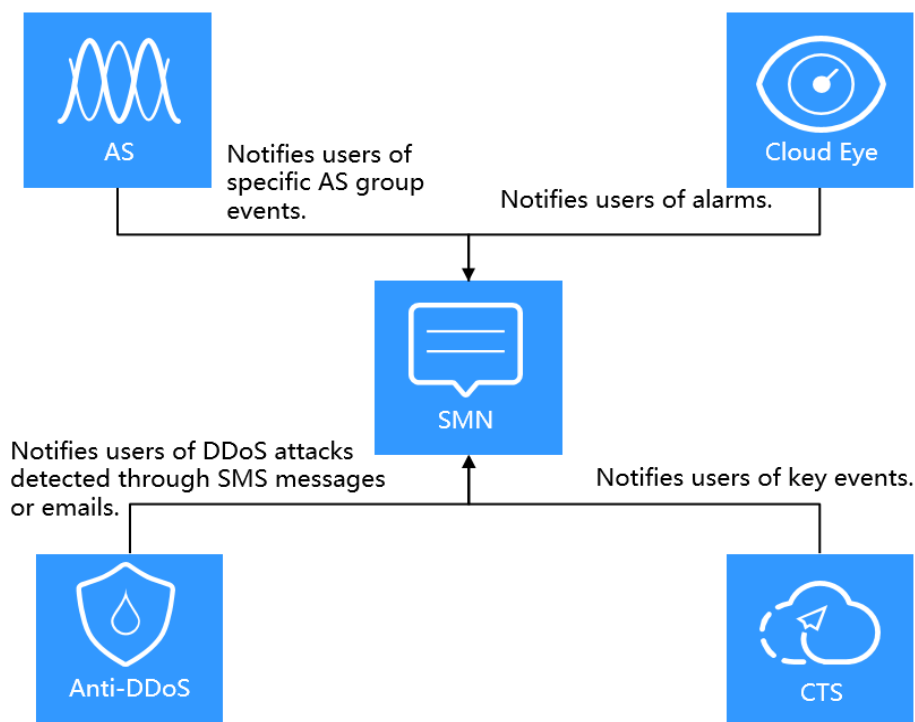 AS
Cloud Eye
Notifies users of
specific AS group
events.
Notifies users of alarms.
SMN
Notifies users of DDoS attacks
detected through SMS messages
or emails.
Notifies users of key events.
Anti-DDoS
CTS